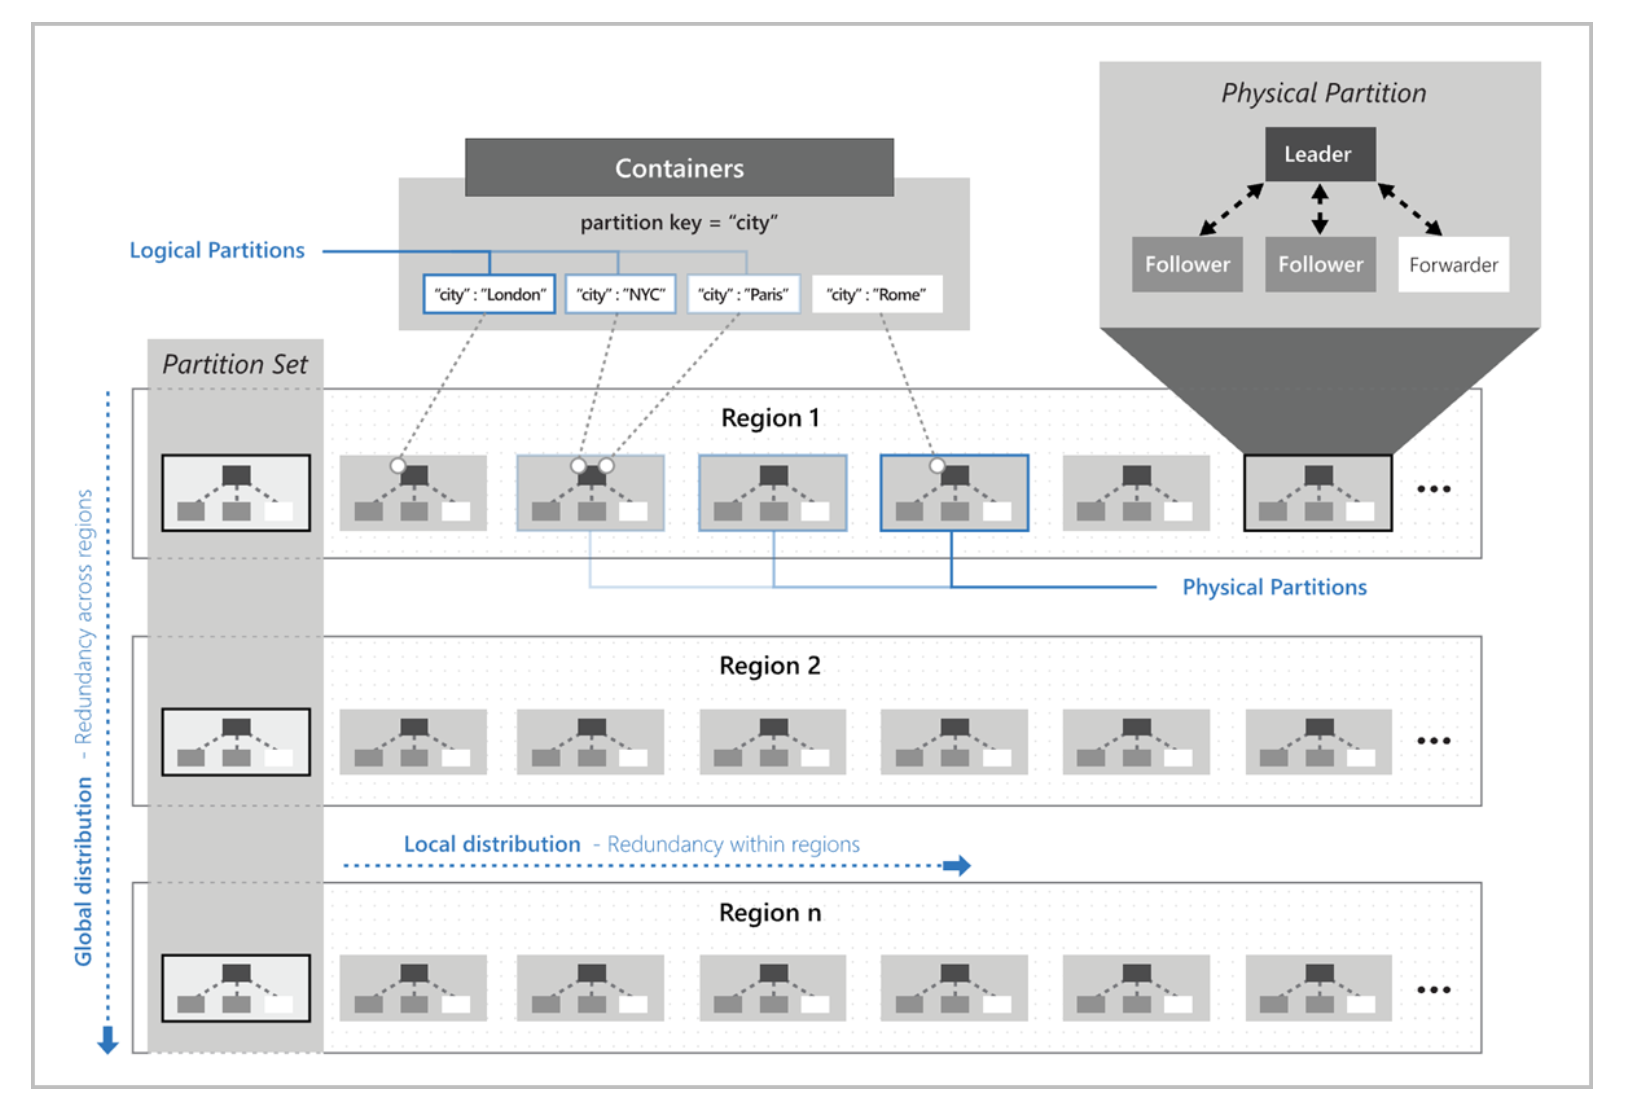 Physical Partition
Leader
Follower
Follower
Forwarder
Containers
partition key = “city”
Logical Partitions
“city” : “London”
“city” : “NYC”
“city” : “Paris”
“city” : “Rome”
Partition Set
Region 1
Physical Partitions
Region 2
Global distribution - Redundancy across regions
Local distribution - Redundancy within regions
Region n